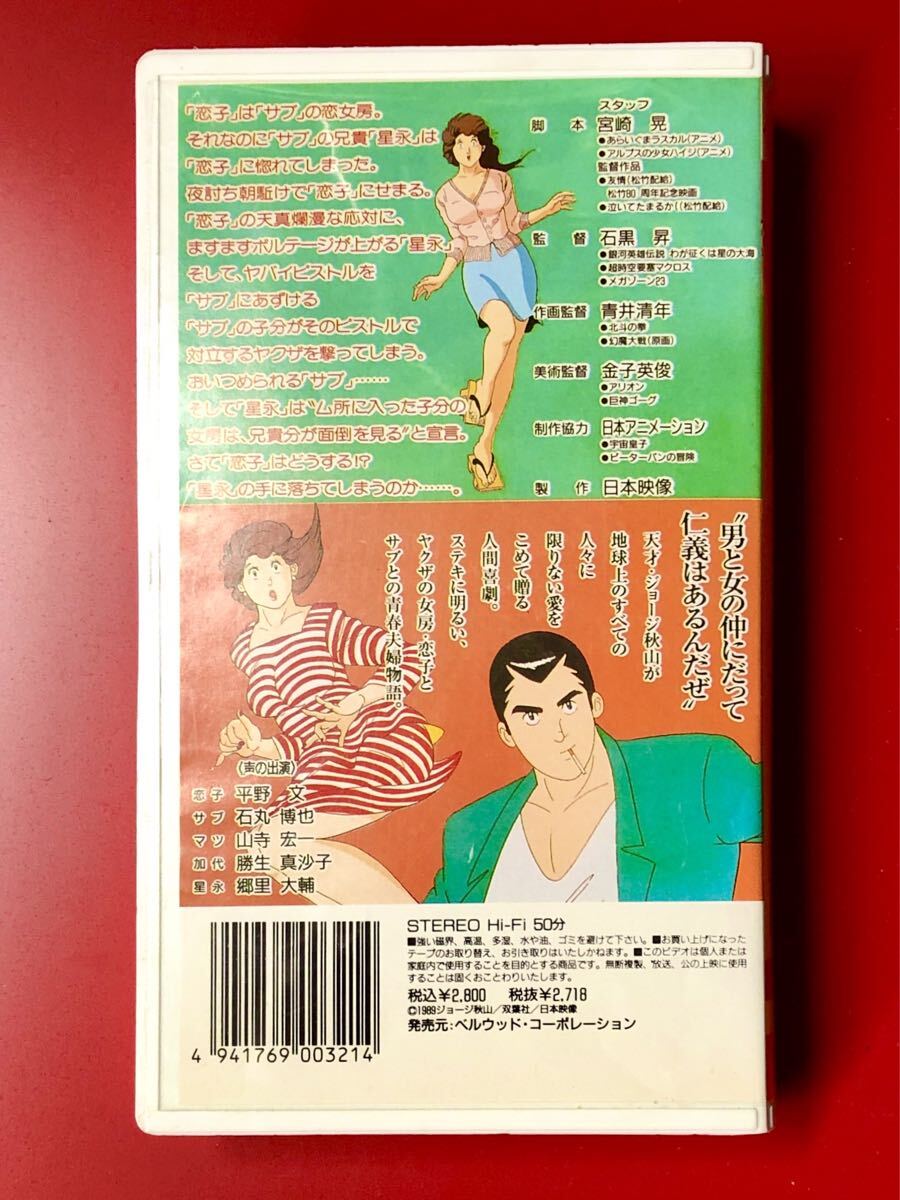 「恋子」は「サブ」の恋女房。
それなのに「サブ」の兄貴「星永」は
「恋子」に惚れてしまった。
夜討ち朝駈けで「恋子」にせまる。
「恋子」の天真爛漫な応対に、
ますますボルテージが上がる「星永」
そして、ヤバイピストルを
「サブ」にあずける
「サブ」の子分がそのピストルで
対立するヤクザを撃ってしまう。
おいつめられる「サブ」……
そして「星永」は〝ム所に入った子分の
女房は、兄貴分が面倒を見る〟と宣言。
さて「恋子」はどうする!?
「星永」の手に落ちてしまうのか……。
スタッフ
脚本 宮崎 晃
●あらいぐまラスカル(アニメ)
●アルプスの少女ハイジ(アニメ)
監督作品
●友情(松竹配給)
松竹80周年記念映画
●泣いてたまるか((松竹配給)
監督 石黒 昇
●銀河英雄伝説 わが征くは星の大海
●超時空要塞マクロス
●メガゾーン23
作画監督 青井清年
●北斗の拳
●幻魔大戦(原画)
美術監督 金子英俊
●アリオン
●巨神ゴーグ
制作協力 日本アニメーション
●宇宙皇子
●ピーターパンの冒険
製作 日本映像
〝男と女の仲にだって
仁義はあるんだぜ〟
天才・ジョージ秋山が
地球上のすべての
人々に
限りない愛を
こめて贈る
人間喜劇。
ステキに明るい、
ヤクザの女房・恋子と
サブとの青春夫婦物語。
(声の出演)
恋子 平野 文
サブ 石丸 博也
マツ 山寺 宏一
加代 勝生 真沙子
星永 郷里 大輔
STEREO Hi-Fi 50分
■強い磁界、高温、多湿、水や油、ゴミを避けて下さい。■お買い上げになった
テープのお取り替え、お引き取りはいたしかねます。■このビデオは個人または
家庭内で使用することを目的とする商品です。無断複製、放送、公の上映に使用
することは固くおことわりいたします。
税込¥2,800 税抜¥2,718
©1989ジョージ秋山/双葉社/日本映像
発売元:ベルウッド・コーポレーション
4 941769 003214